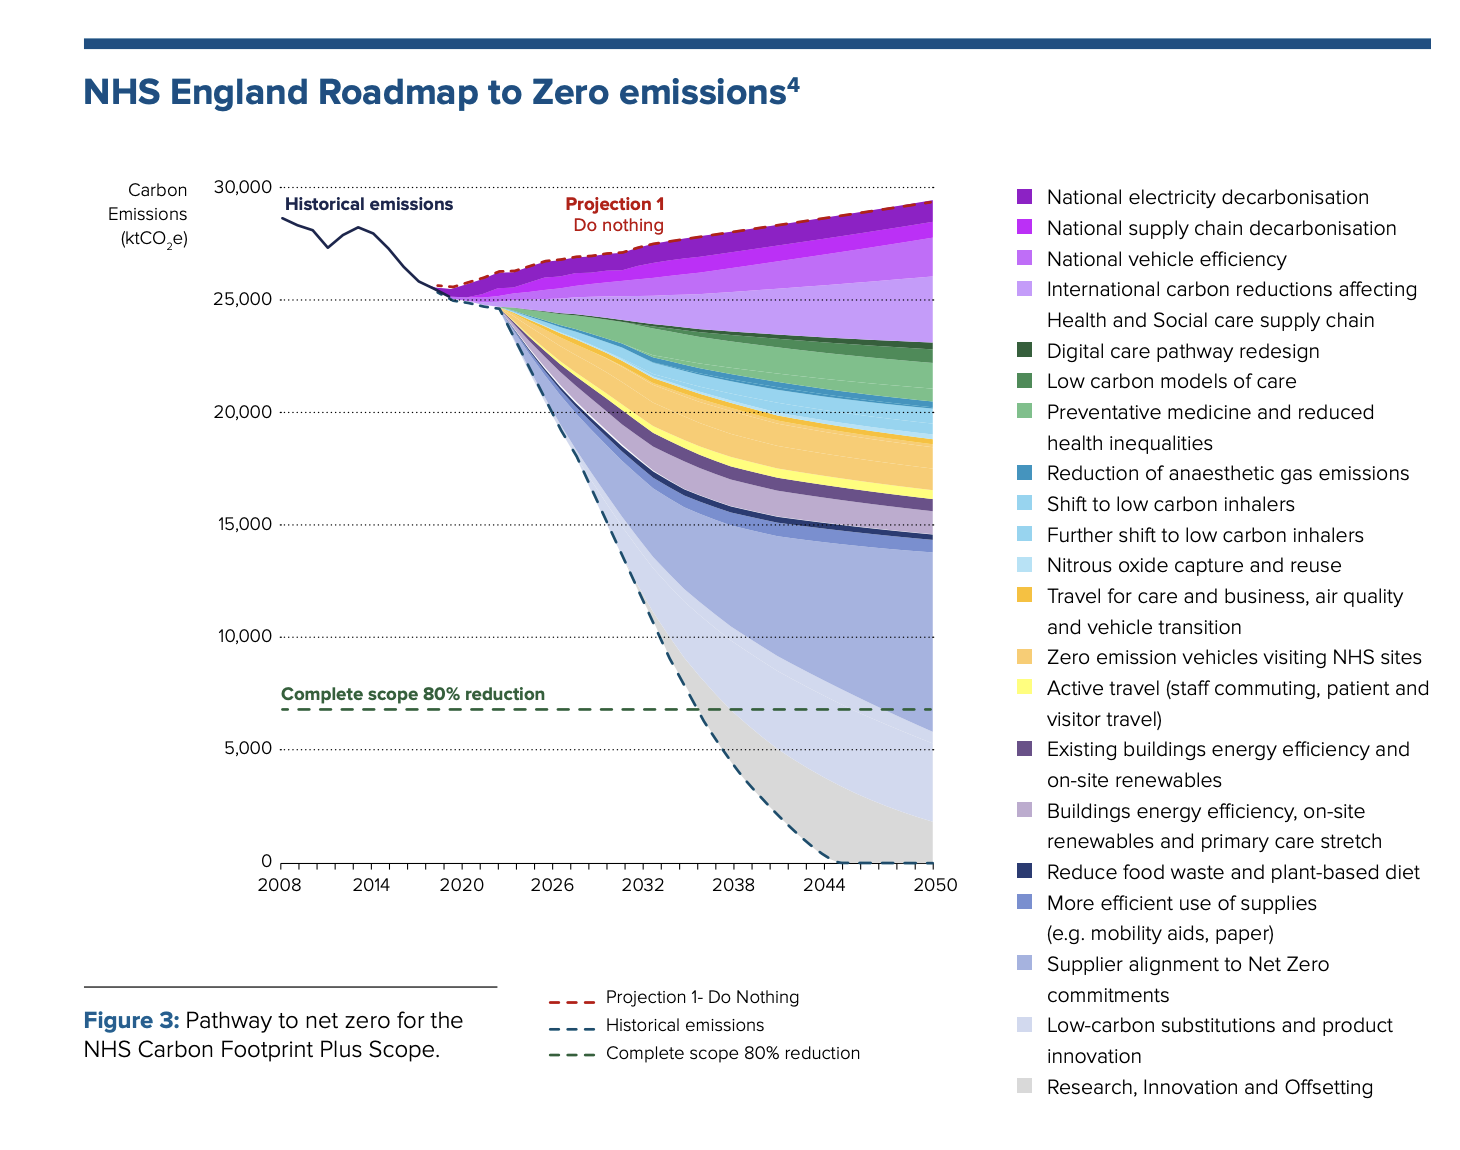 NHS England Roadmap to Zero emissions⁴
Carbon
Emissions
(ktCO₂e)
30,000
25,000
20,000
15,000
10,000
5,000
0
Historical emissions
Projection 1
Do nothing
Complete scope 80% reduction
2008 2014 2020 2026 2032 2038 2044 2050
National electricity decarbonisation
National supply chain decarbonisation
National vehicle efficiency
International carbon reductions affecting
Health and Social care supply chain
Digital care pathway redesign
Low carbon models of care
Preventative medicine and reduced
health inequalities
Reduction of anaesthetic gas emissions
Shift to low carbon inhalers
Further shift to low carbon inhalers
Nitrous oxide capture and reuse
Travel for care and business, air quality
and vehicle transition
Zero emission vehicles visiting NHS sites
Active travel (staff commuting, patient and
visitor travel)
Existing buildings energy efficiency and
on-site renewables
Buildings energy efficiency, on-site
renewables and primary care stretch
Reduce food waste and plant-based diet
More efficient use of supplies
(e.g. mobility aids, paper)
Supplier alignment to Net Zero
commitments
Low-carbon substitutions and product
innovation
Research, Innovation and Offsetting
Figure 3: Pathway to net zero for the
NHS Carbon Footprint Plus Scope.
Projection 1- Do Nothing
Historical emissions
Complete scope 80% reduction